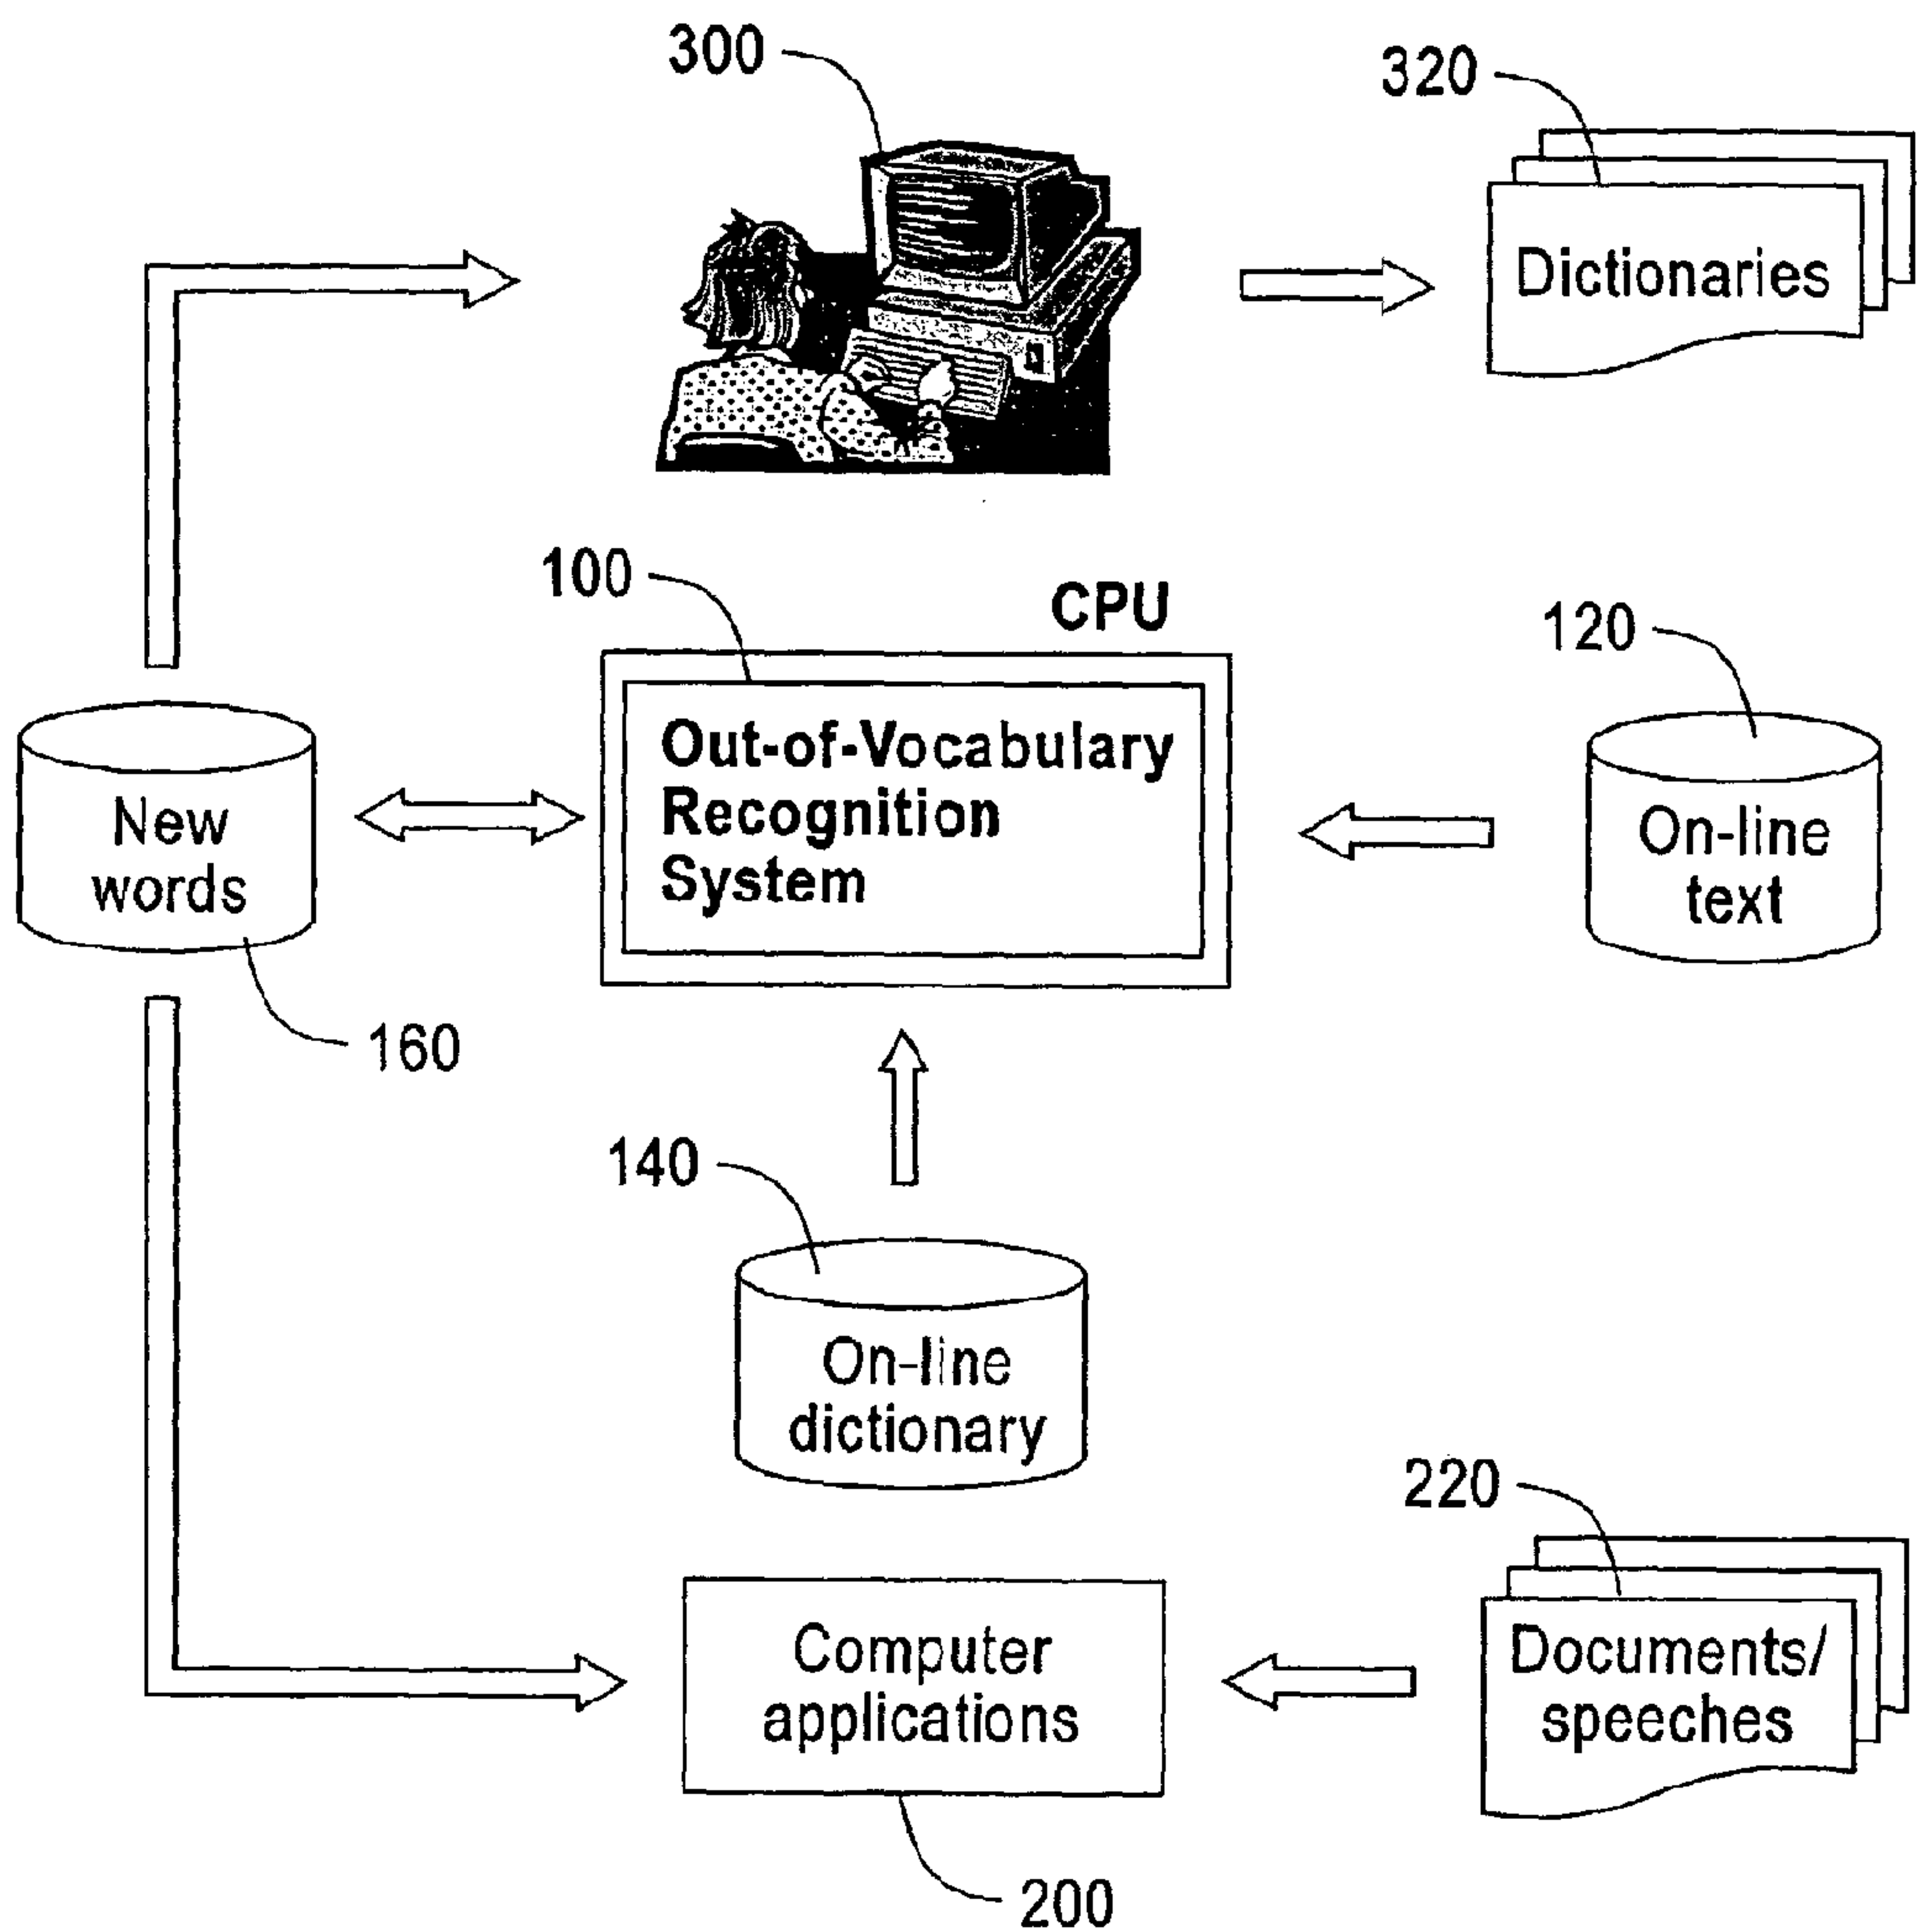 300
320
Dictionaries
100
CPU
120
Out-of-Vocabulary
Recognition
System
New
words
On-line
text
160
140
On-line
dictionary
220
Computer
applications
Documents/
speeches
200